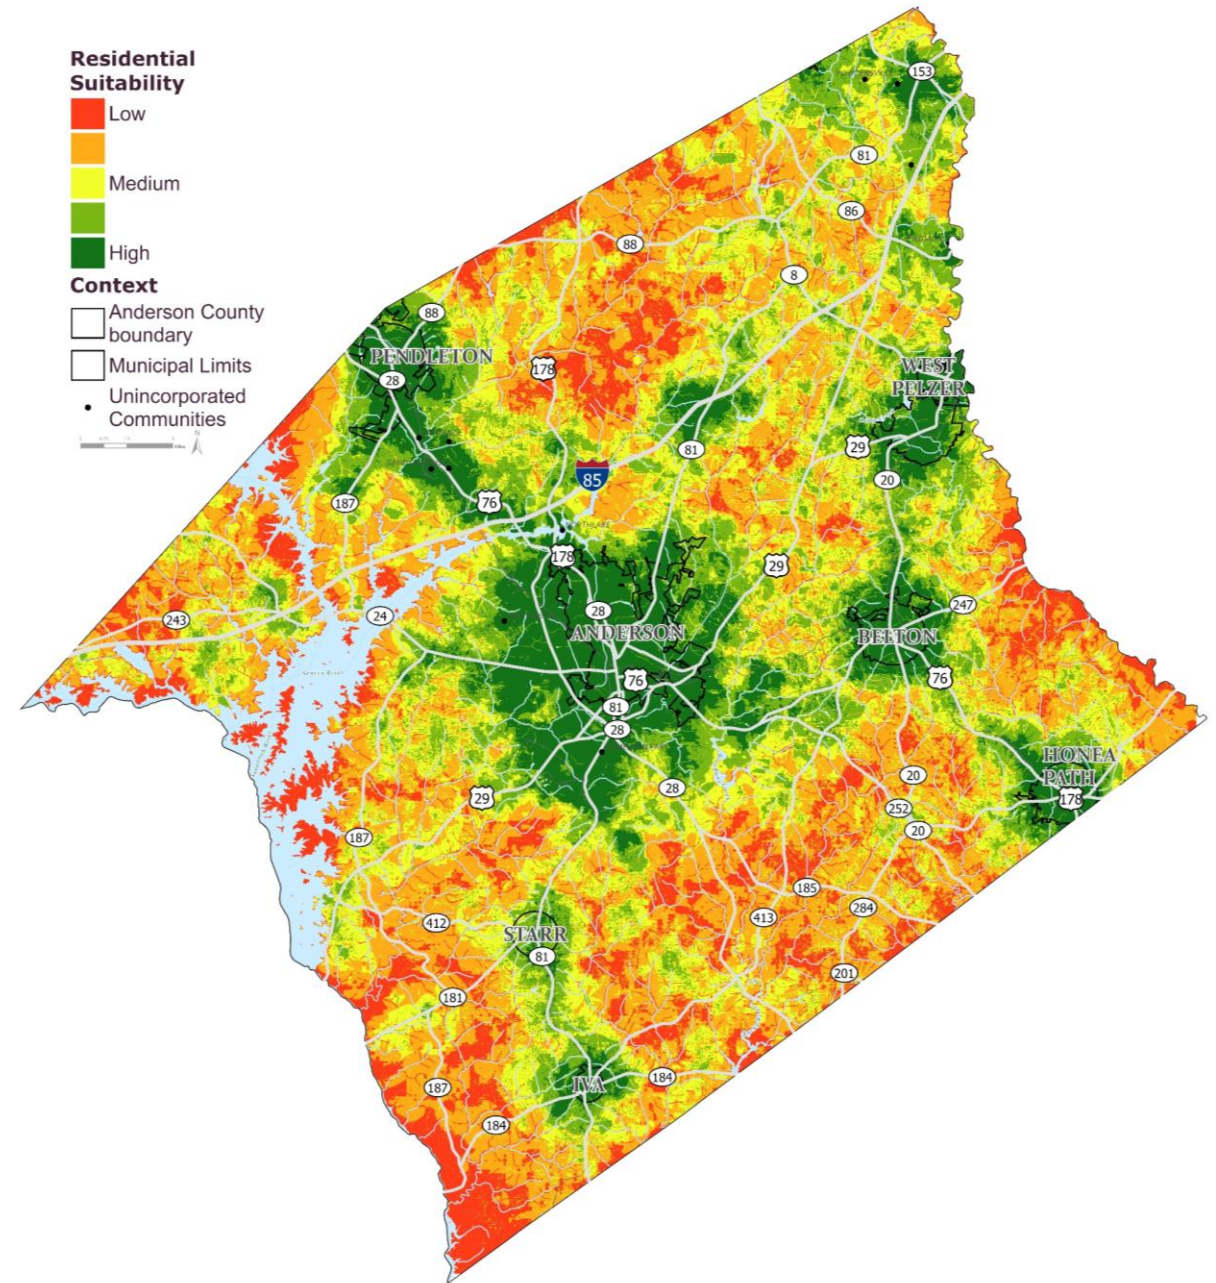 Residential
Suitability
Low
Medium
High
Context
Anderson County
boundary
Municipal Limits
Unincorporated
Communities
N
153
81
86
88
8
88
PENDLETON
28
178
WEST
PELZER
29
20
81
85
187
76
178
29
28
ANDERSON
BELTON
247
243
24
76
76
81
28
HONEA
PATH
178
20
252
20
28
29
187
185
284
413
412
STARR
81
201
181
187
IVA
184
184